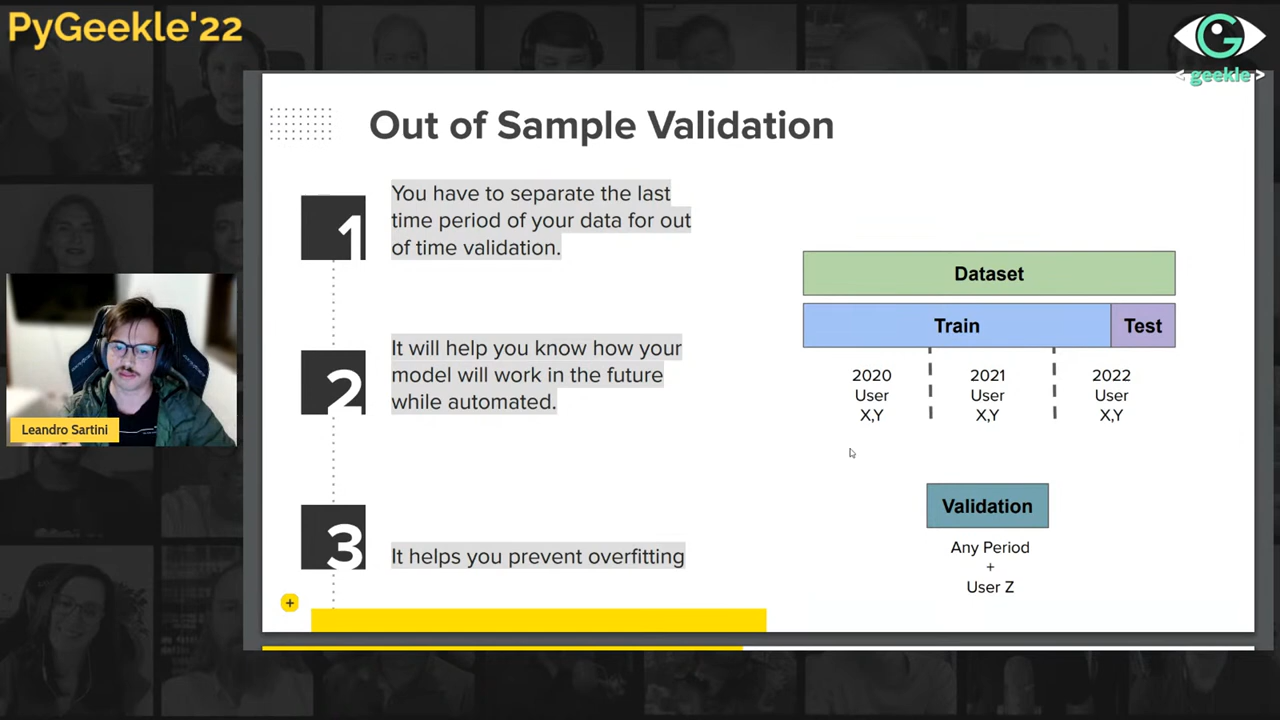 PyGeekle'22
G
< geekle >
Out of Sample Validation
1
You have to separate the last
time period of your data for out
of time validation.
2
It will help you know how your
model will work in the future
while automated.
3
It helps you prevent overfitting
+
Dataset
Train
Test
2020
User
X,Y
2021
User
X,Y
2022
User
X,Y
Validation
Any Period
+
User Z
Leandro Sartini